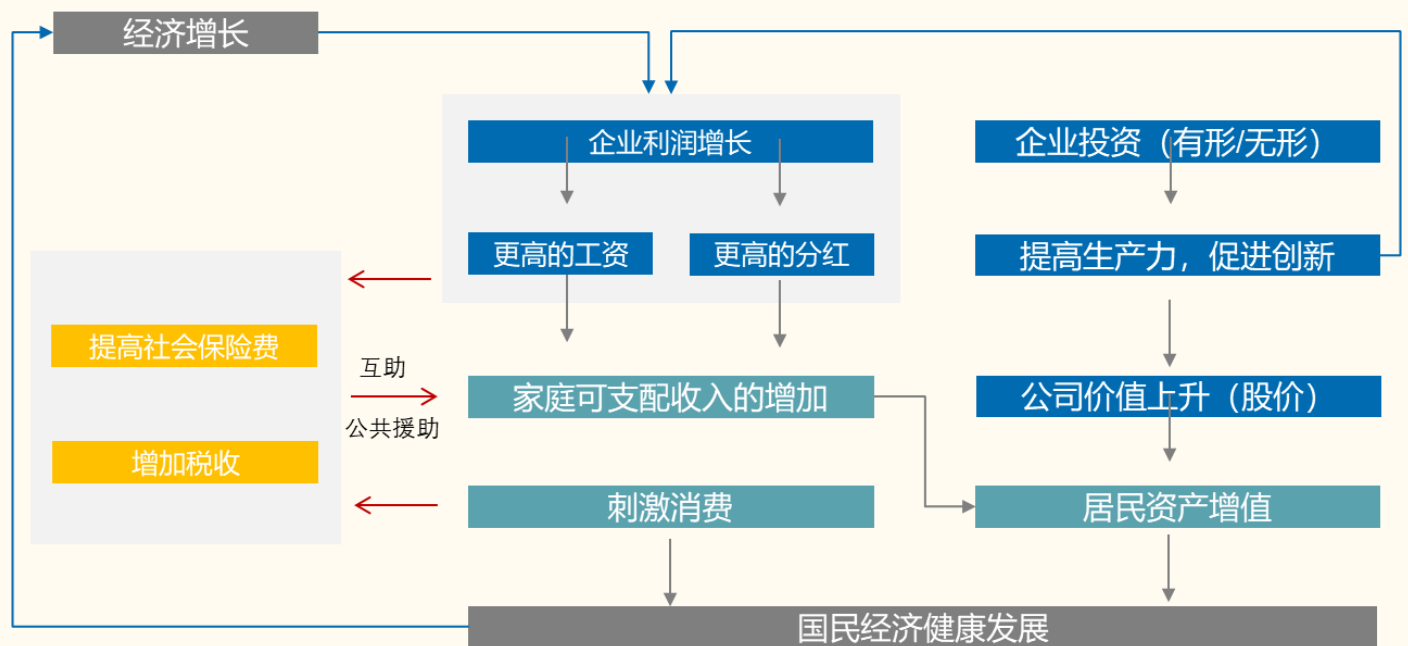 经济增长
企业利润增长
企业投资（有形/无形）
更高的工资
更高的分红
提高生产力，促进创新
提高社会保险费
互助
家庭可支配收入的增加
公司价值上升（股价）
公共援助
增加税收
刺激消费
居民资产增值
国民经济健康发展